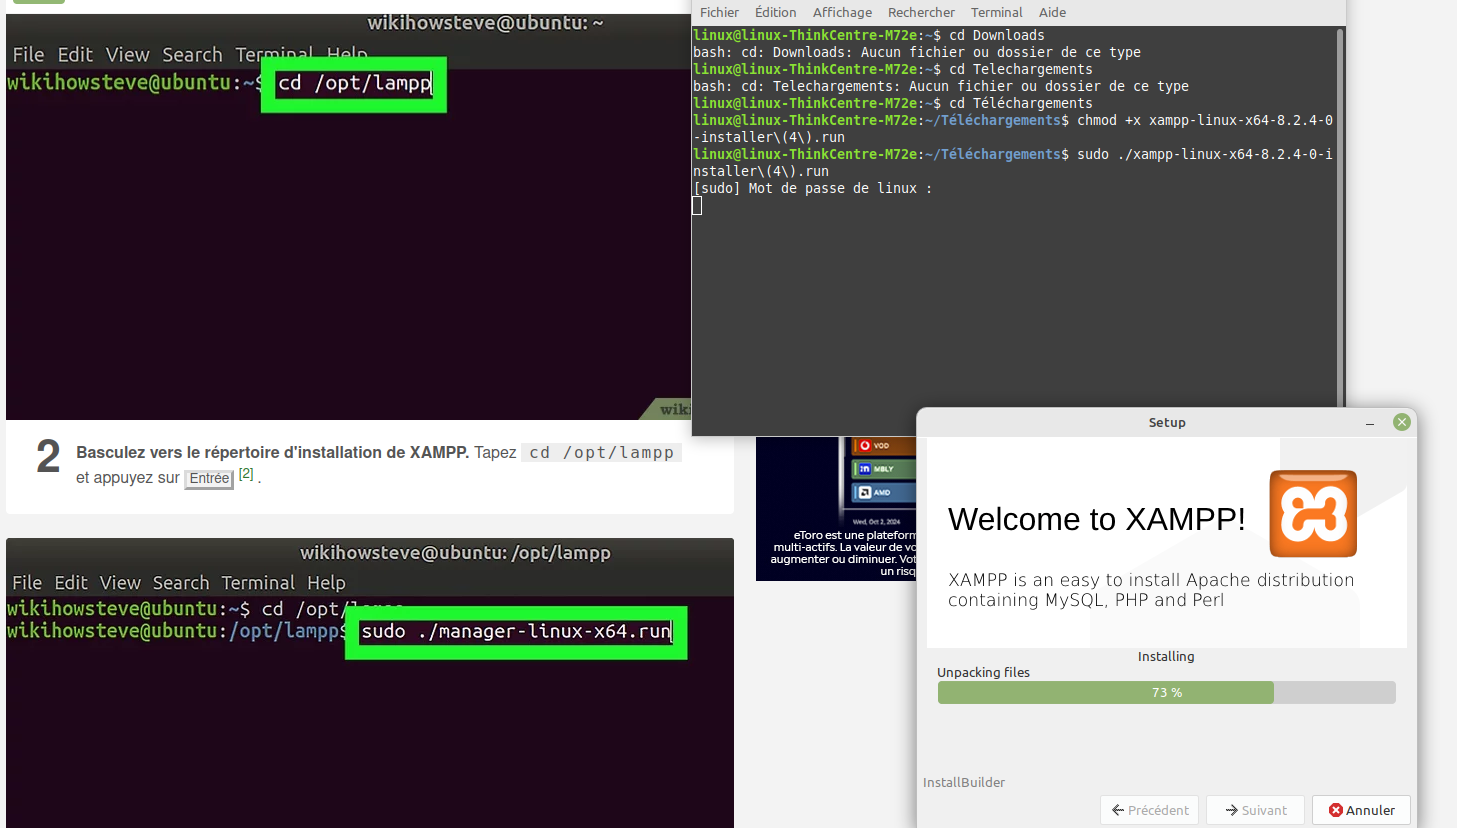 wikihowsteve@ubuntu: ~
File Edit View Search Terminal Help
wikihowsteve@ubuntu:~$ cd /opt/lampp
wiki
2 Basculez vers le répertoire d'installation de XAMPP. Tapez cd /opt/lampp
et appuyez sur Entrée [2] .
wikihowsteve@ubuntu: /opt/lampp
File Edit View Search Terminal Help
wikihowsteve@ubuntu:~$ cd /opt/lampp
wikihowsteve@ubuntu:/opt/lampp$ sudo ./manager-linux-x64.run
Fichier Édition Affichage Rechercher Terminal Aide
linux@linux-ThinkCentre-M72e:~$ cd Downloads
bash: cd: Downloads: Aucun fichier ou dossier de ce type
linux@linux-ThinkCentre-M72e:~$ cd Telechargements
bash: cd: Telechargements: Aucun fichier ou dossier de ce type
linux@linux-ThinkCentre-M72e:~$ cd Téléchargements
linux@linux-ThinkCentre-M72e:~/Téléchargements$ chmod +x xampp-linux-x64-8.2.4-0
-installer\(4\).run
linux@linux-ThinkCentre-M72e:~/Téléchargements$ sudo ./xampp-linux-x64-8.2.4-0-i
nstaller\(4\).run
[sudo] Mot de passe de linux :
VOD
MBLY
AMD
Wed, Oct 2, 2024
eToro est une plateform
multi-actifs. La valeur de vo
augmenter ou diminuer. Vot
un risq
Setup
Welcome to XAMPP!
XAMPP is an easy to install Apache distribution
containing MySQL, PHP and Perl
Installing
Unpacking files
73 %
InstallBuilder
Précédent
Suivant
Annuler